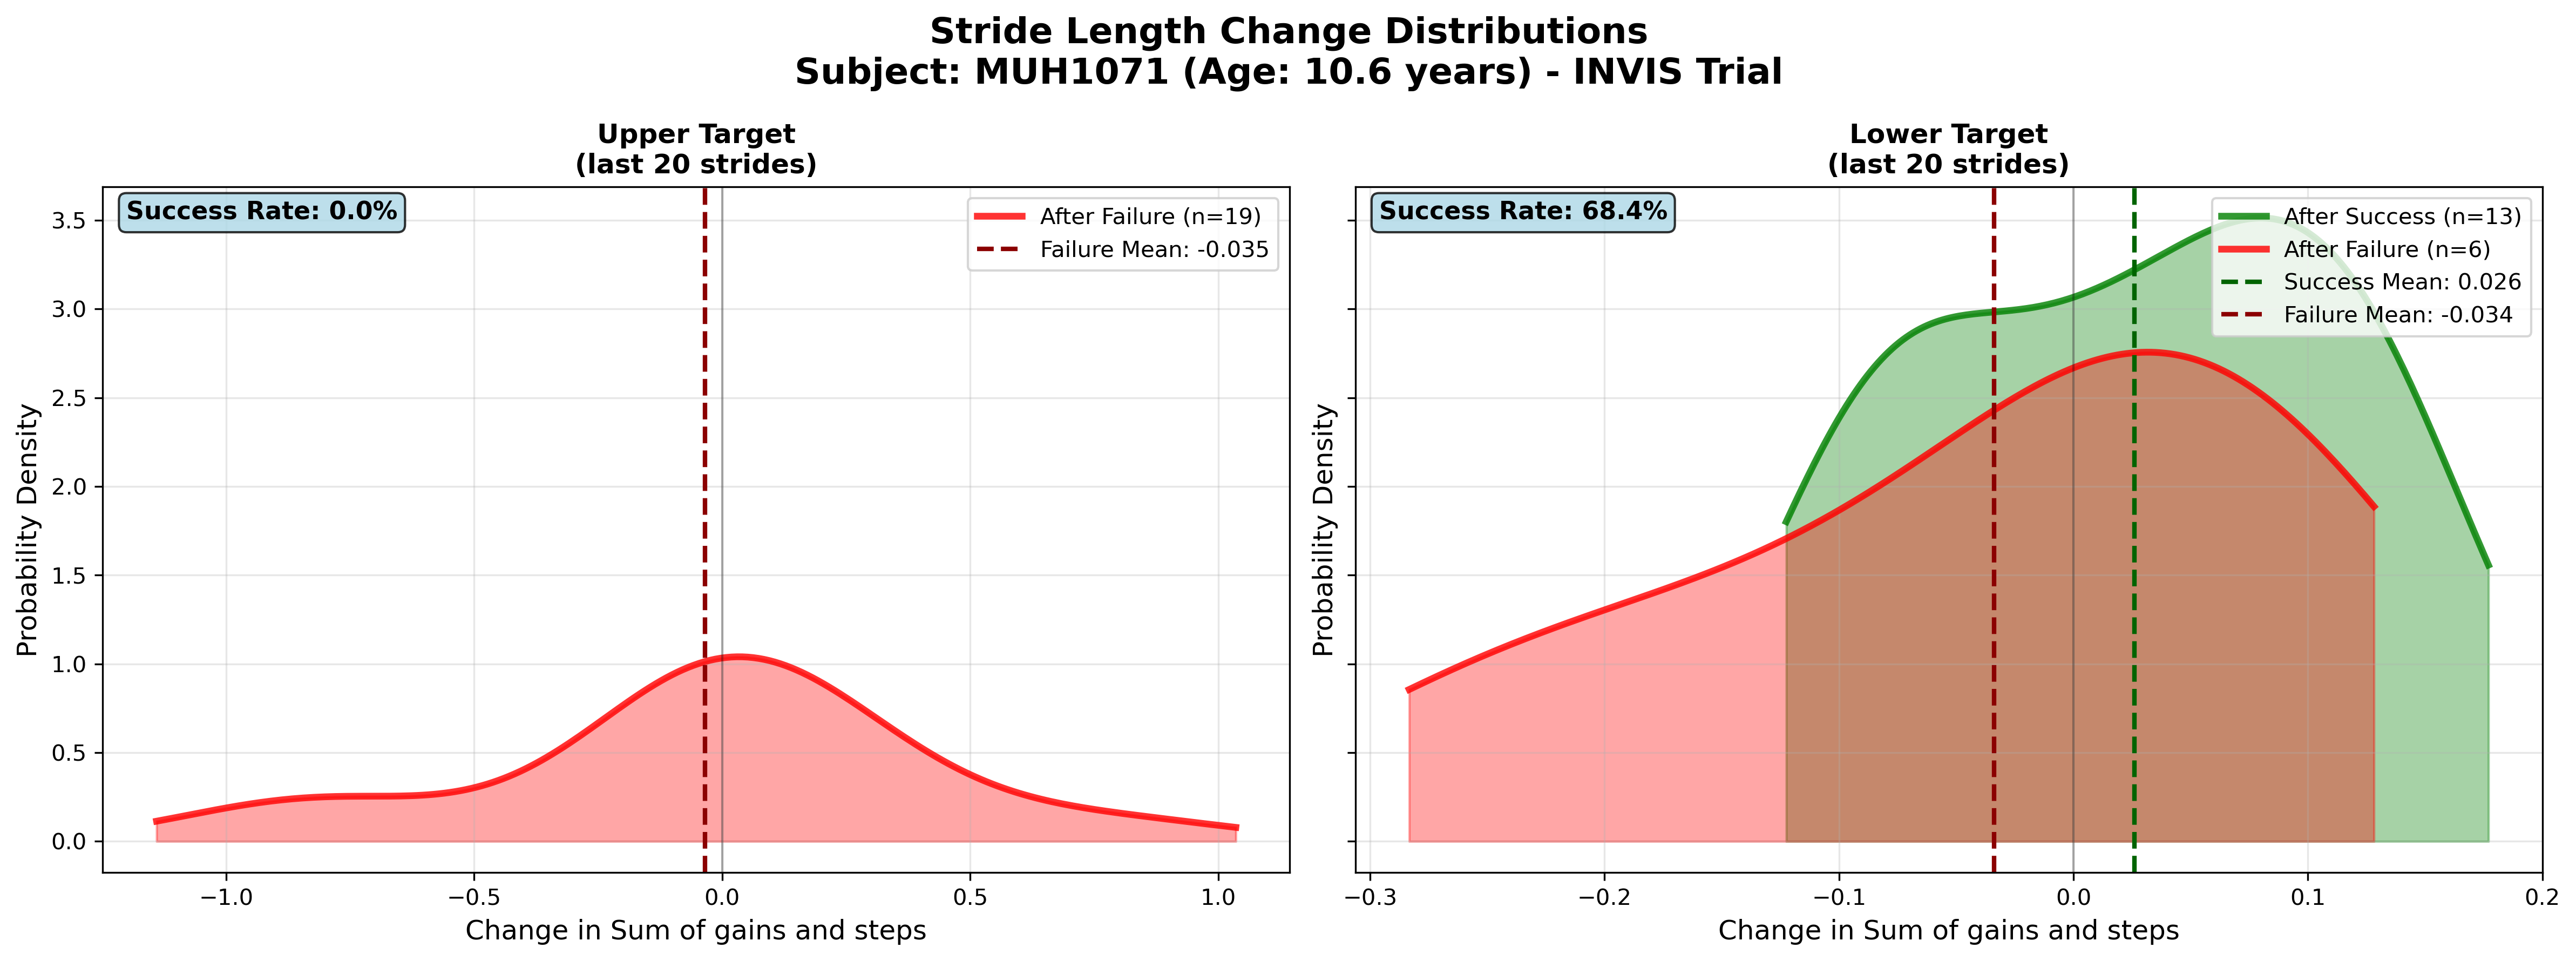 Stride Length Change Distributions
Subject: MUH1071 (Age: 10.6 years) - INVIS Trial
Upper Target
(last 20 strides)
Success Rate: 0.0%
After Failure (n=19)
Failure Mean: -0.035
Probability Density
3.5
3.0
2.5
2.0
1.5
1.0
0.5
0.0
−1.0
−0.5
0.0
0.5
1.0
Change in Sum of gains and steps
Lower Target
(last 20 strides)
Success Rate: 68.4%
After Success (n=13)
After Failure (n=6)
Success Mean: 0.026
Failure Mean: -0.034
Probability Density
−0.3
−0.2
−0.1
0.0
0.1
0.2
Change in Sum of gains and steps